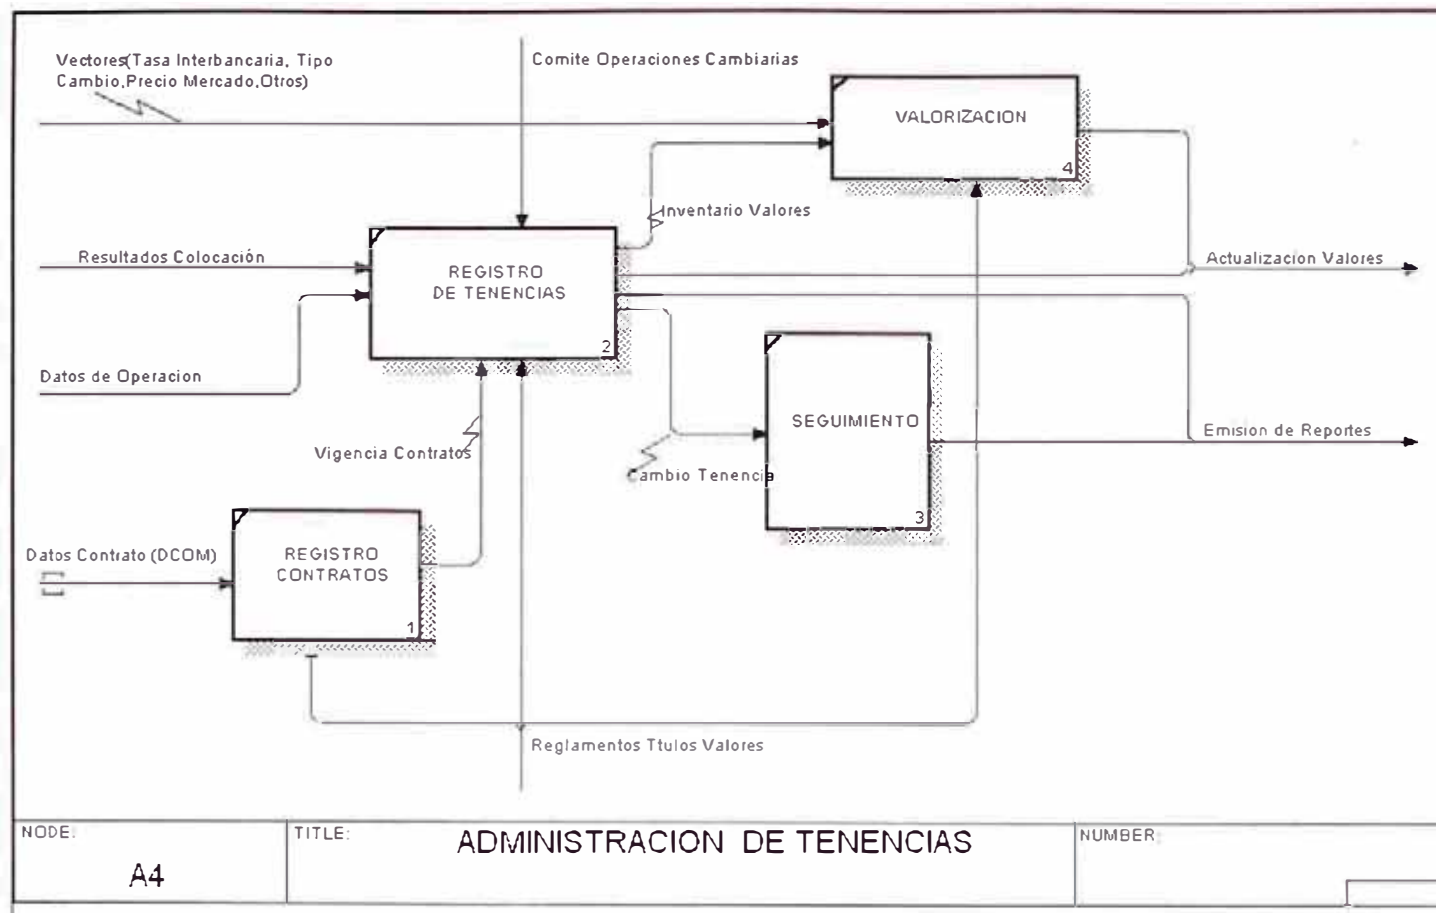 Vectores(Tasa Interbancaria, Tipo
Cambio,Precio Mercado,Otros)
Comite Operaciones Cambiarias
VALORIZACION
4
Inventario Valores
Resultados Colocación
REGISTRO
DE TENENCIAS
2
Actualizacion Valores
Datos de Operacion
SEGUIMIENTO
3
Emision de Reportes
Vigencia Contratos
Cambio Tenencia
Datos Contrato (DCOM)
REGISTRO
CONTRATOS
1
Reglamentos Ttulos Valores
NODE:
A4
TITLE:
ADMINISTRACION DE TENENCIAS
NUMBER: